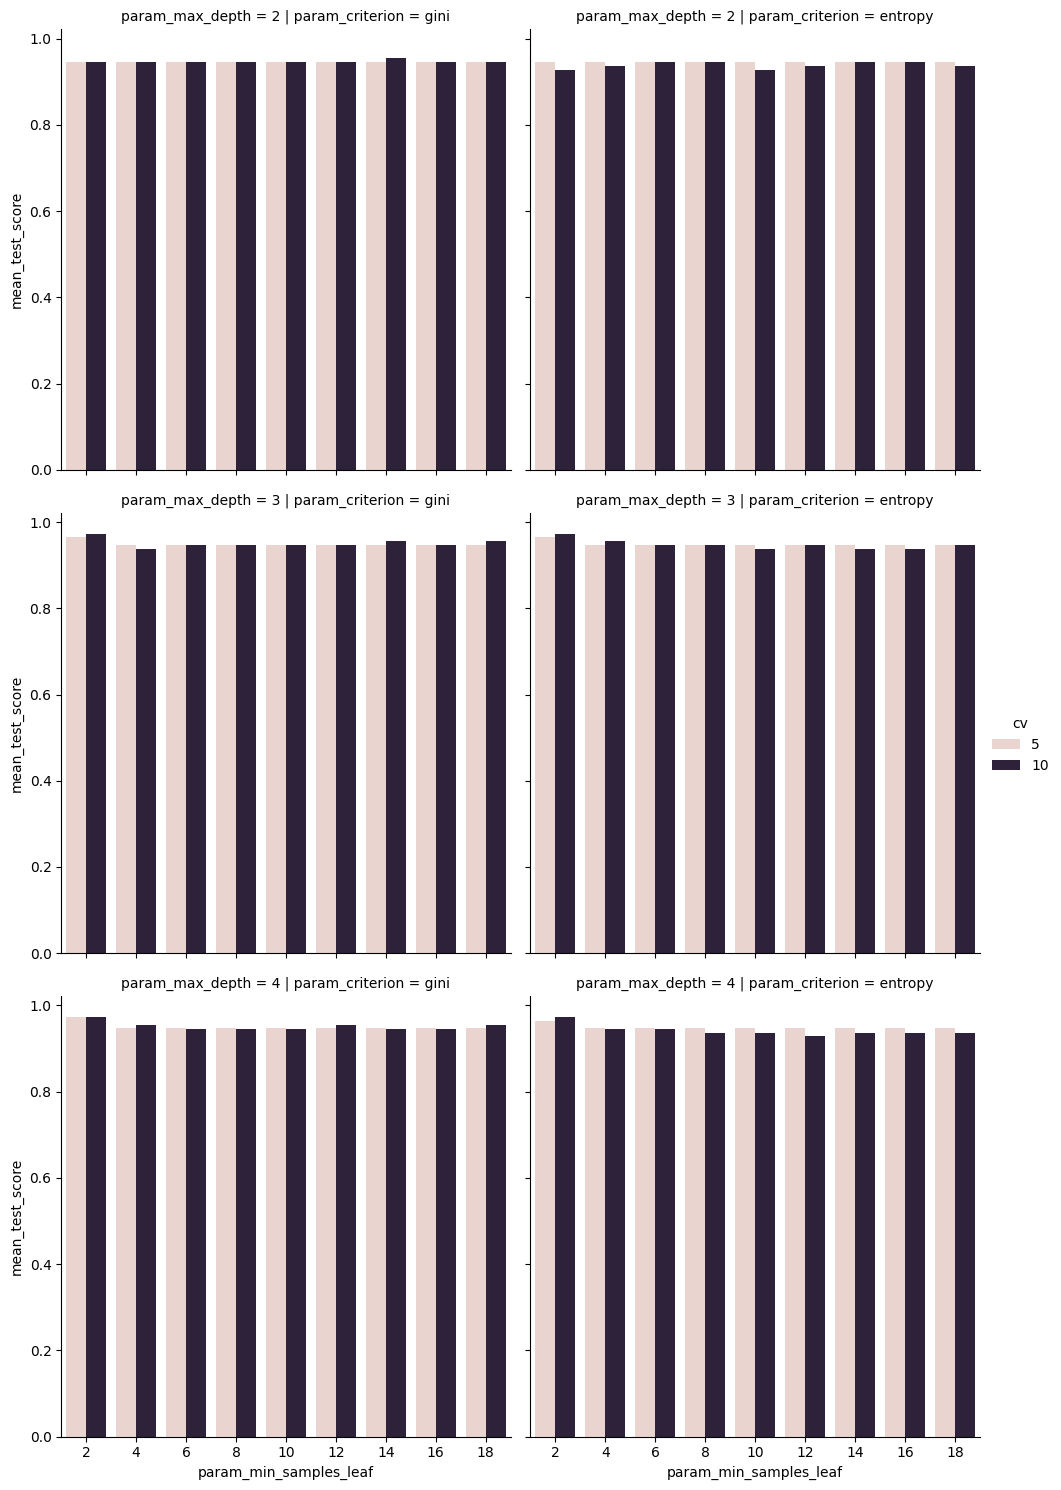 param_max_depth = 2 | param_criterion = gini
param_max_depth = 2 | param_criterion = entropy
1.0
0.8
0.6
0.4
0.2
0.0
mean_test_score
param_max_depth = 3 | param_criterion = gini
param_max_depth = 3 | param_criterion = entropy
1.0
0.8
0.6
0.4
0.2
0.0
mean_test_score
cv
5
10
param_max_depth = 4 | param_criterion = gini
param_max_depth = 4 | param_criterion = entropy
1.0
0.8
0.6
0.4
0.2
0.0
mean_test_score
2 4 6 8 10 12 14 16 18
2 4 6 8 10 12 14 16 18
param_min_samples_leaf
param_min_samples_leaf